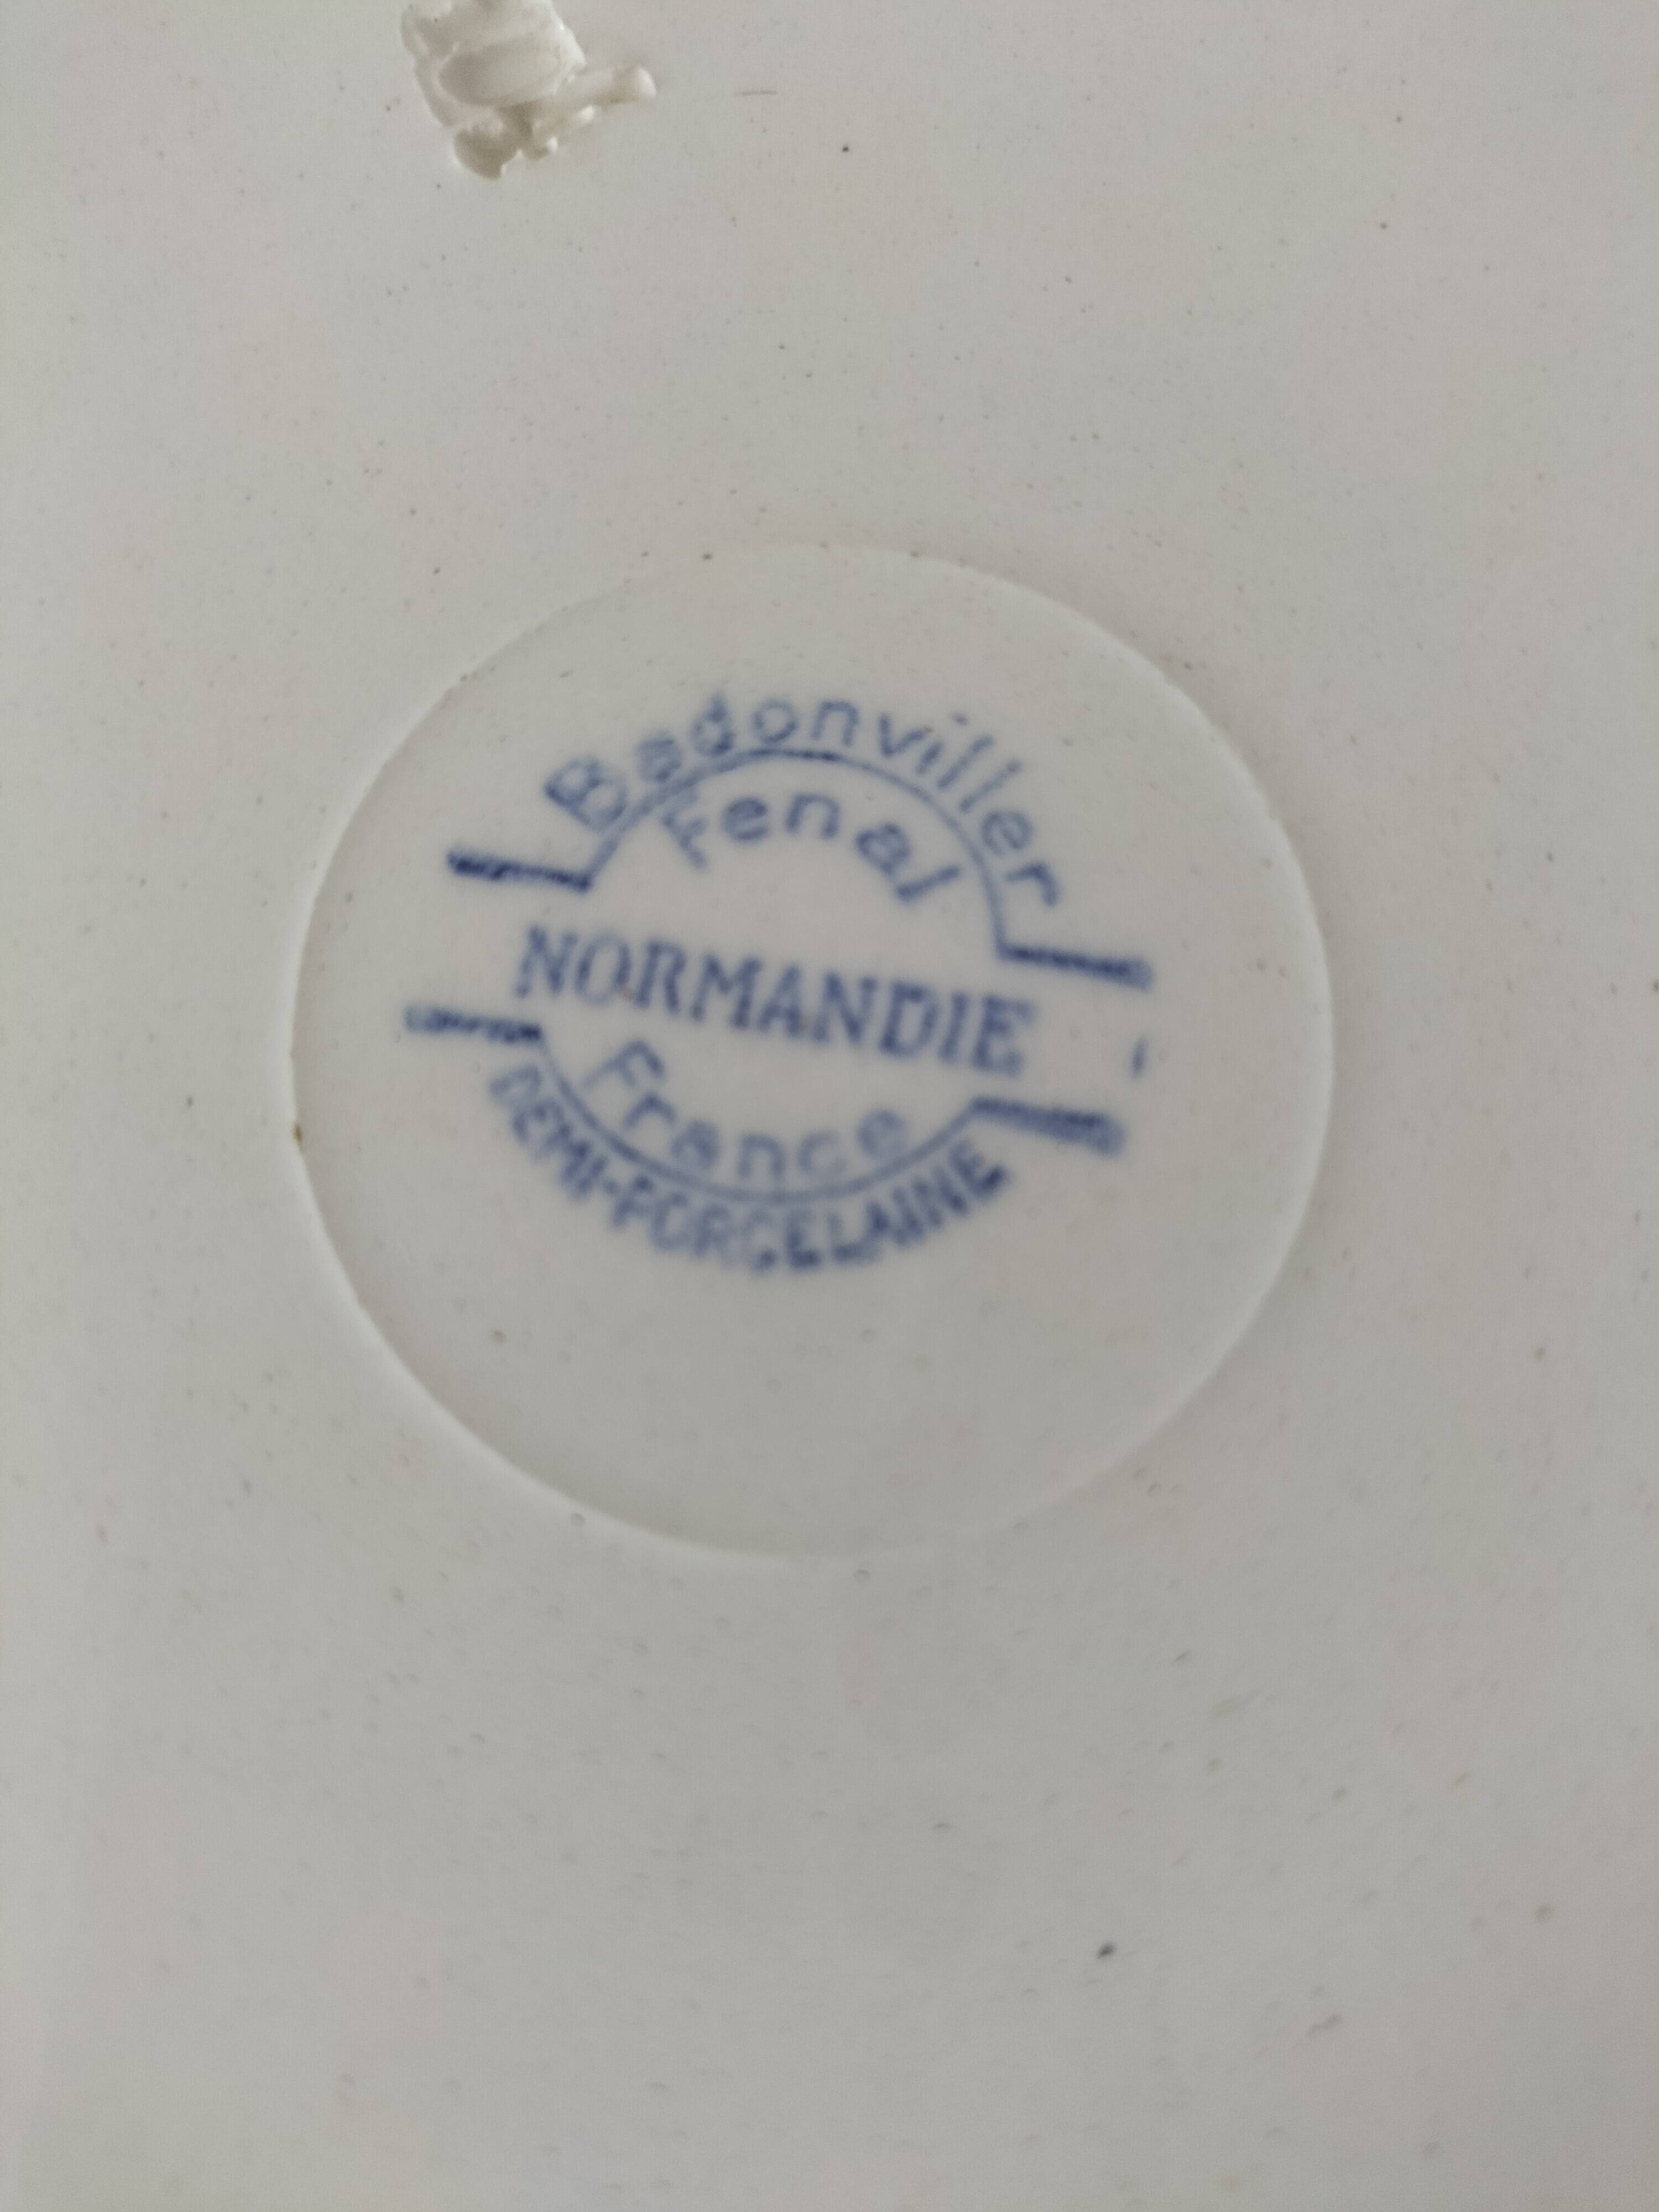 Badonviller
Fenal
NORMANDIE
France
DEMI-PORCELAINE